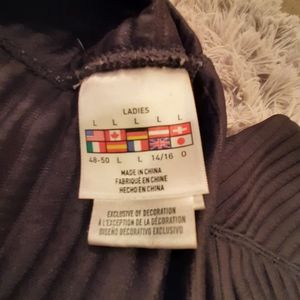 LADIES
L L L L L
48-50 L L 14/16 O
MADE IN CHINA
FABRIQUÉ EN CHINE
HECHO EN CHINA
EXCLUSIVE OF DECORATION
À L'EXCEPTION DE LA DÉCORATION
DISEÑO DECORATIVO EXCLUSIVO